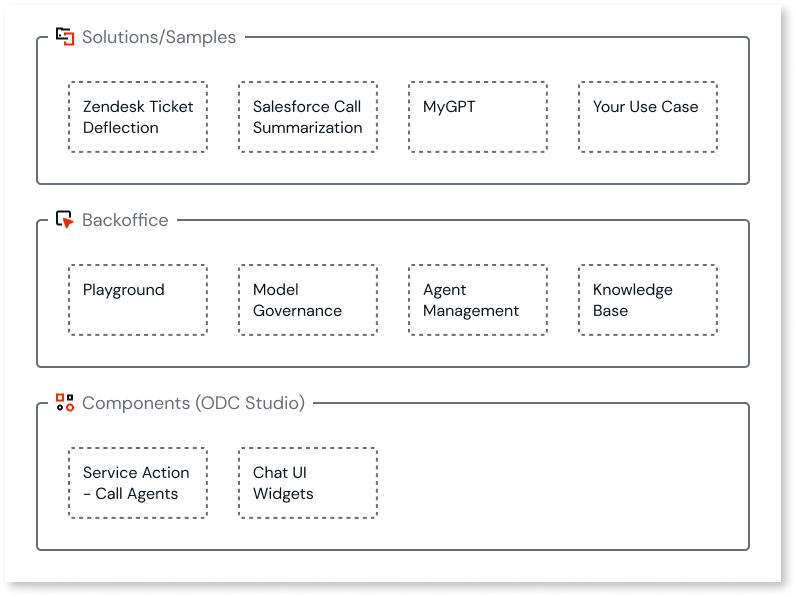 Solutions/Samples
Zendesk Ticket
Deflection
Salesforce Call
Summarization
MyGPT
Your Use Case
Backoffice
Playground
Model
Governance
Agent
Management
Knowledge
Base
Components (ODC Studio)
Service Action
- Call Agents
Chat UI
Widgets